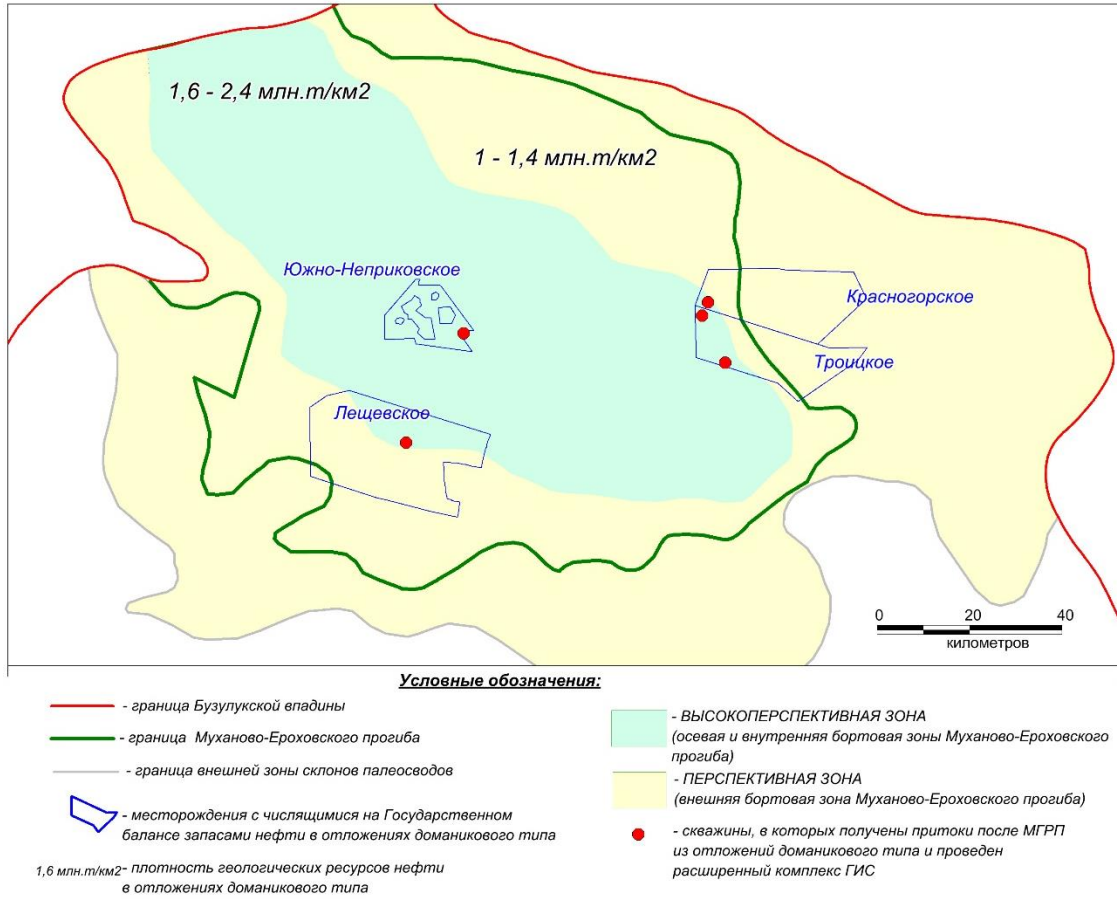 1,6 - 2,4 млн.т/км2
1 - 1,4 млн.т/км2
Южно-Неприковское
Красногорское
Троицкое
Лещевское
0 20 40
километров
Условные обозначения:
- граница Бузулукской впадины
- граница Муханово-Ероховского прогиба
- граница внешней зоны склонов палеосводов
- месторождения с числящимися на Государственном
балансе запасами нефти в отложениях доманикового типа
1,6 млн.т/км2 - плотность геологических ресурсов нефти
в отложениях доманикового типа
- ВЫСОКОПЕРСПЕКТИВНАЯ ЗОНА
(осевая и внутренняя бортовая зоны Муханово-Ероховского
прогиба)
- ПЕРСПЕКТИВНАЯ ЗОНА
(внешняя бортовая зона Муханово-Ероховского прогиба)
- скважины, в которых получены притоки после МГРП
из отложений доманикового типа и проведен
расширенный комплекс ГИС